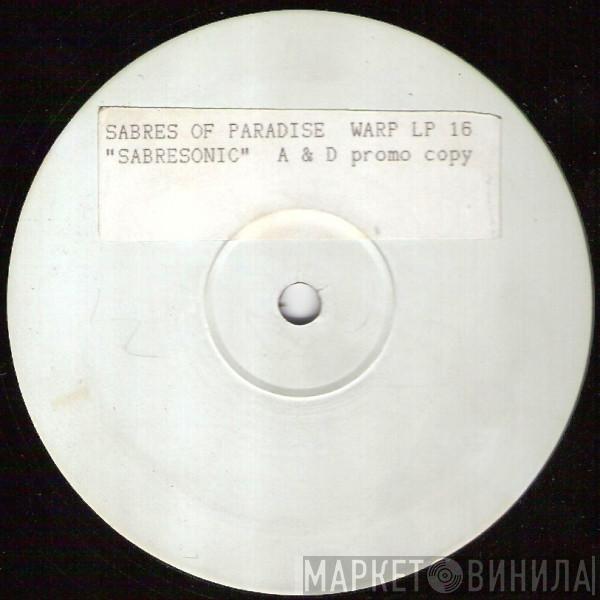 SABRES OF PARADISE WARP LP 16
"SABRESONIC" A & D promo copy
МАРКЕТ ВИНИЛА